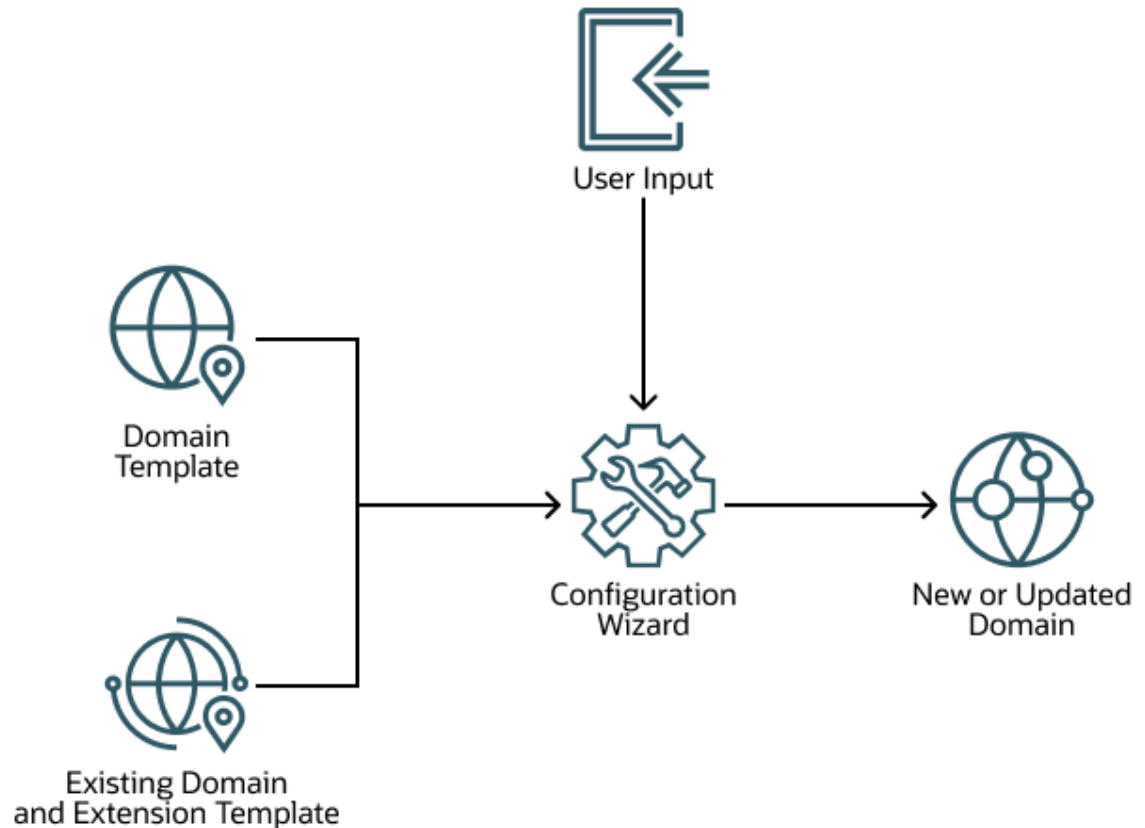 User Input
Domain
Template
Configuration
Wizard
New or Updated
Domain
Existing Domain
and Extension Template